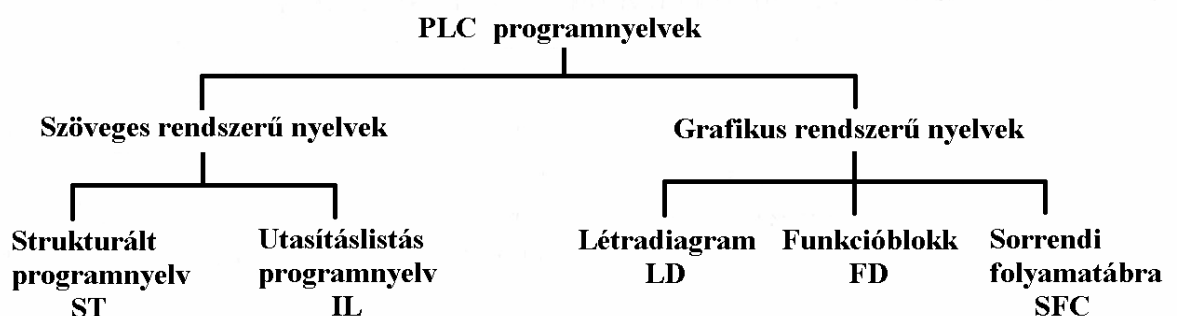 PLC programnyelvek
Szöveges rendszerű nyelvek
Grafikus rendszerű nyelvek
Strukturált
programnyelv
ST
Utasításlistás
programnyelv
IL
Létradiagram
LD
Funkcióblokk
FD
Sorrendi
folyamatábra
SFC